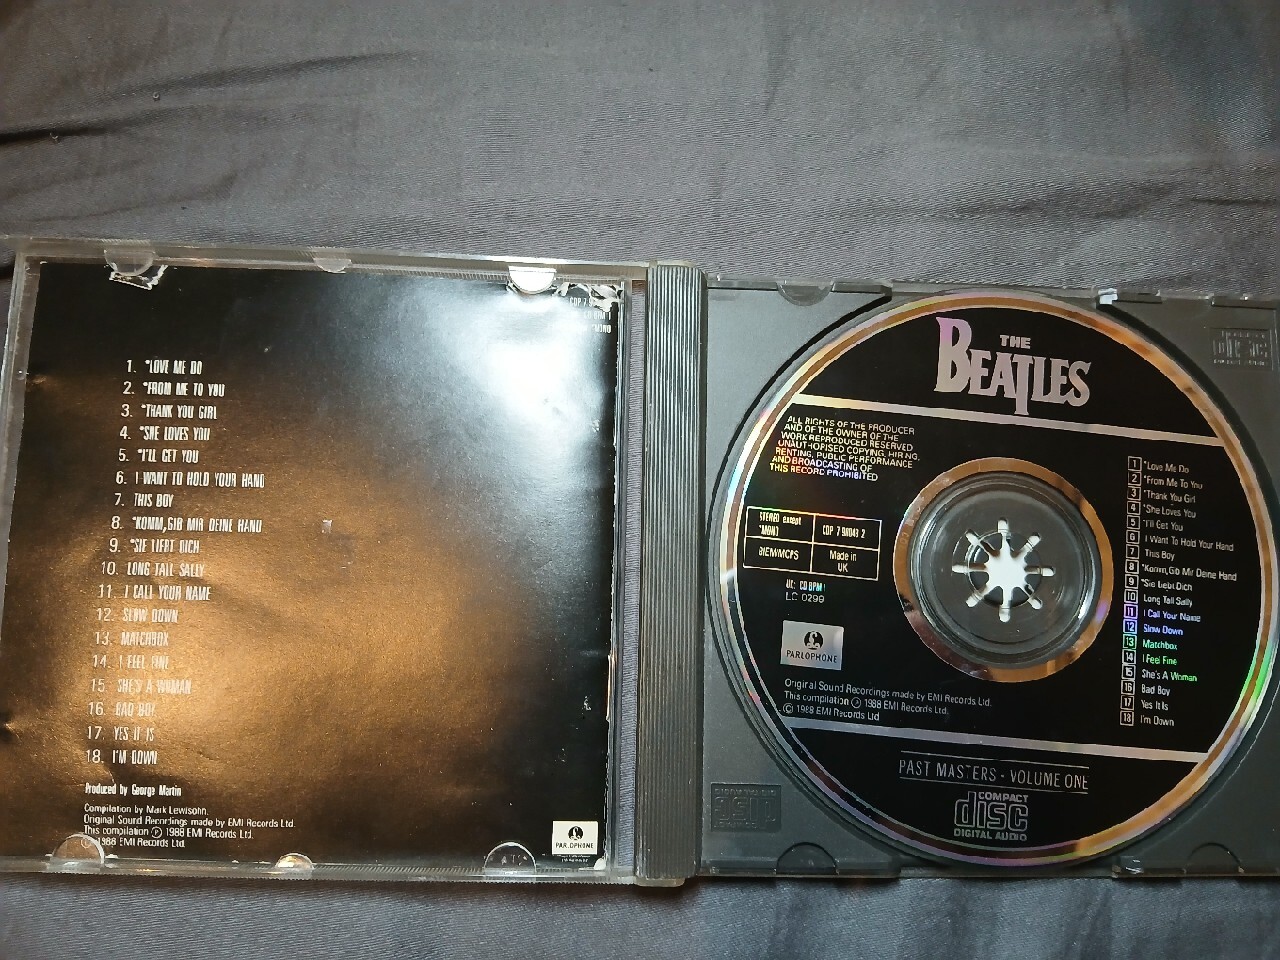 1. *LOVE ME DO
2. *FROM ME TO YOU
3. *THANK YOU GIRL
4. *SHE LOVES YOU
5. *I'LL GET YOU
6. I WANT TO HOLD YOUR HAND
7. THIS BOY
8. *KOMM,GIB MIR DEINE HAND
9. *SIE LIEBT DICH
10. LONG TALL SALLY
11. I CALL YOUR NAME
12. SLOW DOWN
13. MATCHBOX
14. I FEEL FINE
15. SHE'S A WOMAN
16. BAD BOY
17. YES IT IS
18. I'M DOWN
Produced by George Martin
Compilation by Mark Lewisohn.
Original Sound Recordings made by EMI Records Ltd.
This compilation ℗ 1988 EMI Records Ltd.
© 1988 EMI Records Ltd.
PARLOPHONE
CDP 7
CD BPM 1
*MONO
THE
BEATLES
ALL RIGHTS OF THE PRODUCER
AND OF THE OWNER OF THE
WORK REPRODUCED RESERVED.
UNAUTHORISED COPYING, HIRING,
RENTING, PUBLIC PERFORMANCE
AND BROADCASTING OF
THIS RECORD PROHIBITED
STEREO except
*MONO
CDP 7 90043 2
BIEM/MCPS
Made in
UK
UK: CD BPM 1
LC 0299
PARLOPHONE
1 *Love Me Do
2 *From Me To You
3 *Thank You Girl
4 *She Loves You
5 *I'll Get You
6 I Want To Hold Your Hand
7 This Boy
8 *Komm,Gib Mir Deine Hand
9 *Sie Liebt Dich
10 Long Tall Sally
11 I Call Your Name
12 Slow Down
13 Matchbox
14 I Feel Fine
15 She's A Woman
16 Bad Boy
17 Yes It Is
18 I'm Down
Original Sound Recordings made by EMI Records Ltd.
This compilation ℗ 1988 EMI Records Ltd.
© 1988 EMI Records Ltd
PAST MASTERS · VOLUME ONE
COMPACT
disc
DIGITAL AUDIO